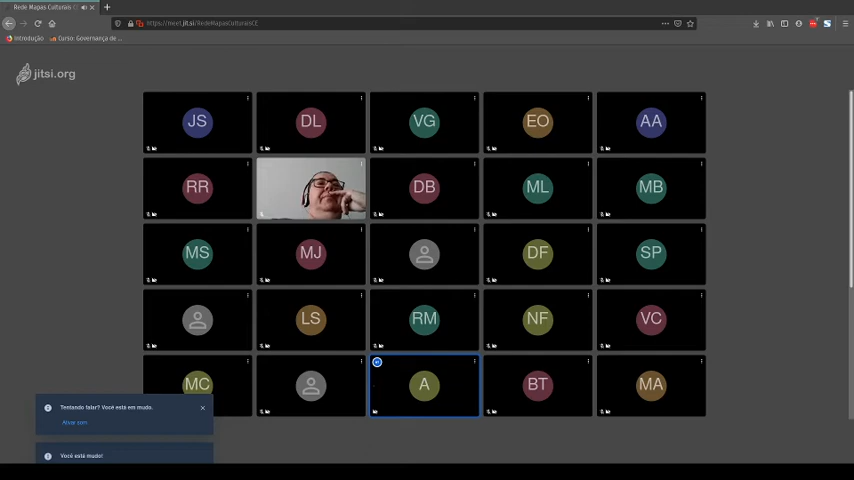 Rede Mapas Culturais
https://meet.jit.si/RedeMapasCulturaisCE
Introdução
Curso: Governança de ...
jitsi.org
JS
DL
VG
EO
AA
RR
DB
ML
MB
MS
MJ
DF
SP
LS
RM
NF
VC
MC
A
BT
MA
Tentando falar? Você está em mudo.
Ativar som
Você está mudo!